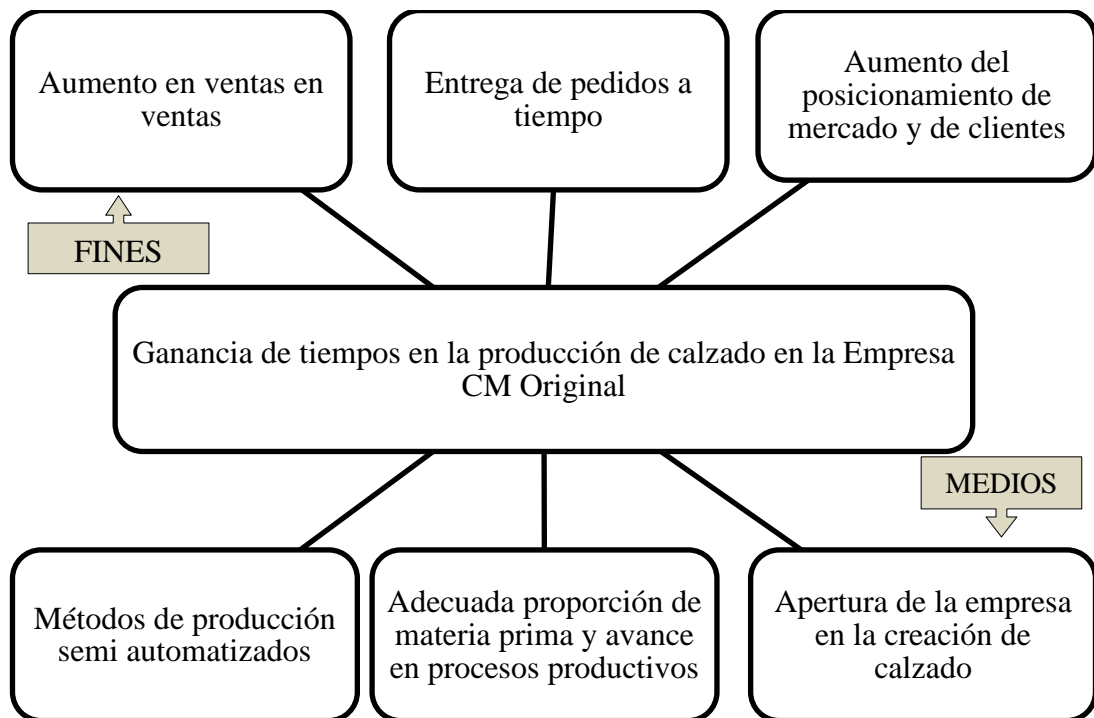 Aumento en ventas en
ventas
Entrega de pedidos a
tiempo
Aumento del
posicionamiento de
mercado y de clientes
FINES
Ganancia de tiempos en la producción de calzado en la Empresa
CM Original
MEDIOS
Métodos de producción
semi automatizados
Adecuada proporción de
materia prima y avance
en procesos productivos
Apertura de la empresa
en la creación de
calzado